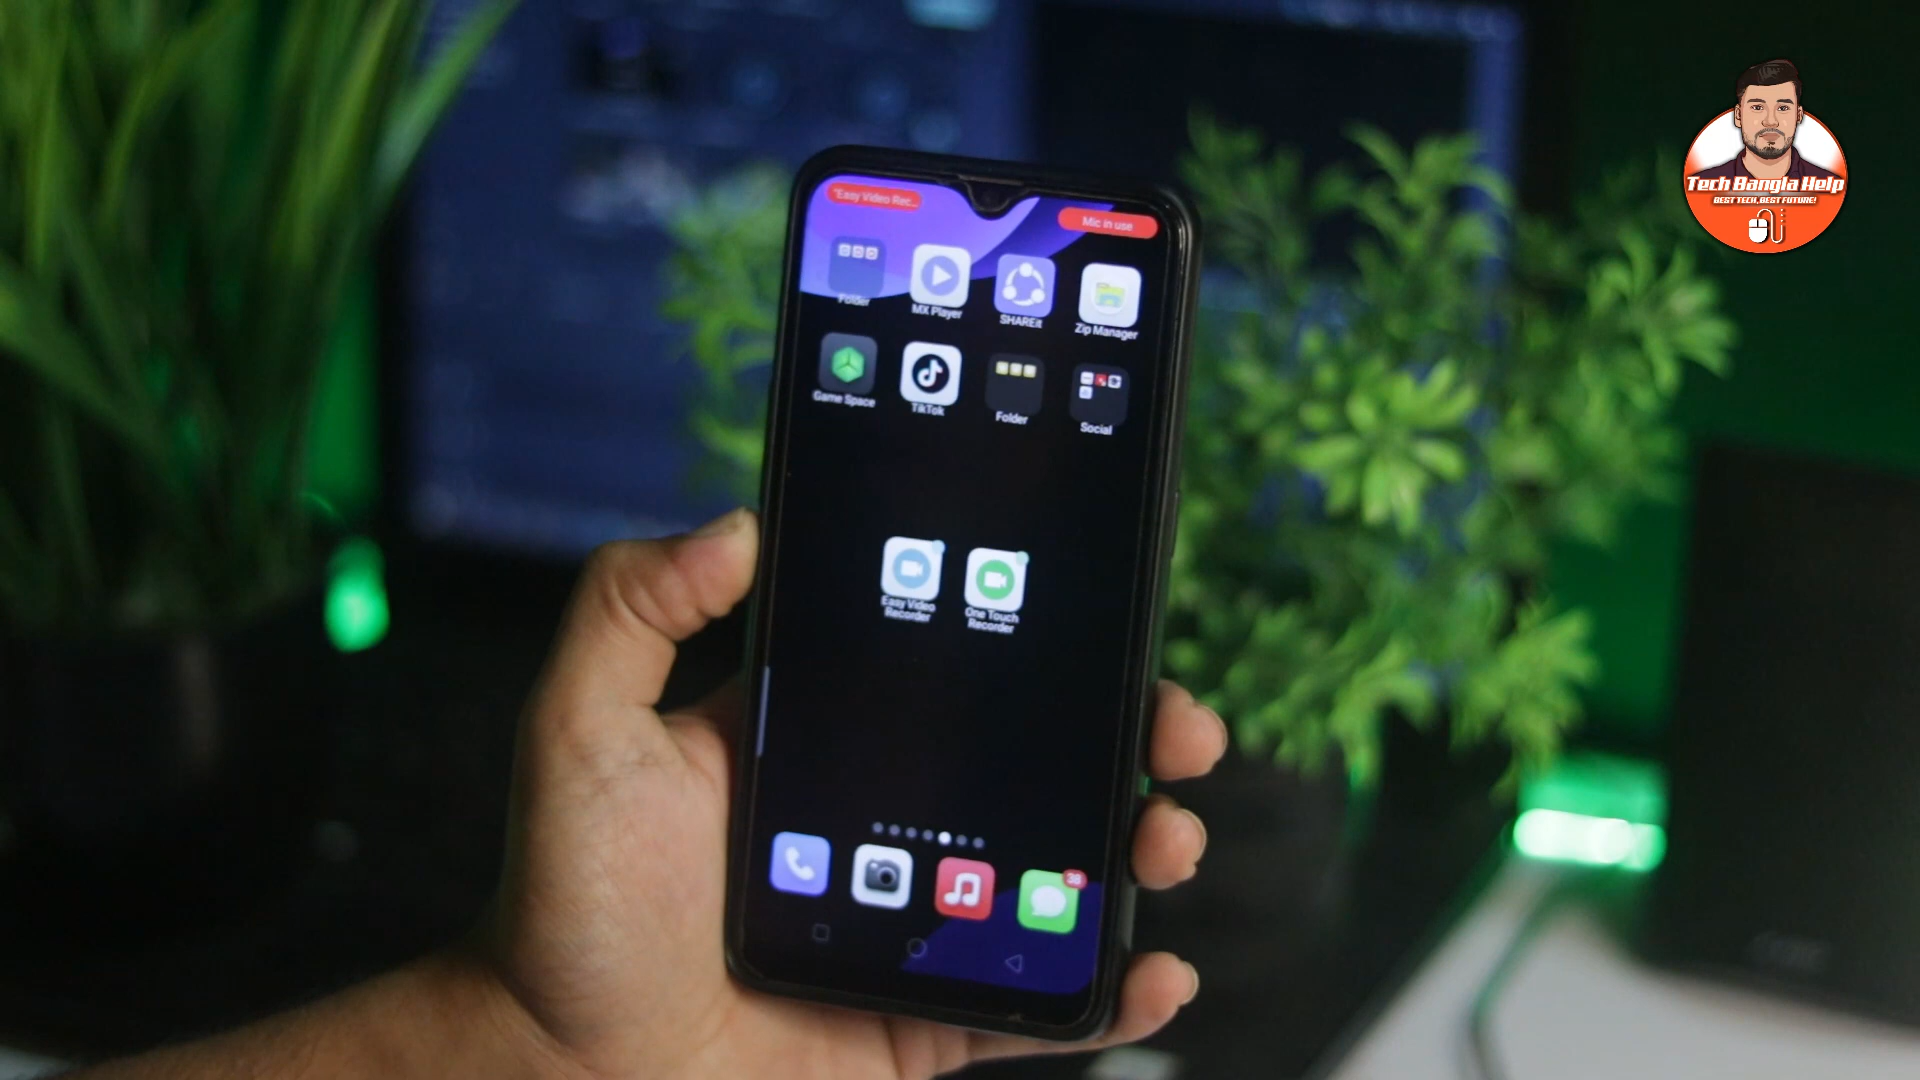 "Easy Video Rec...
Mic in use
Folder
MX Player
SHAREit
Zip Manager
Game Space
TikTok
Folder
Social
Easy Video
Recorder
One Touch
Recorder
38
Tech Bangla Help
BEST TECH, BEST FUTURE!